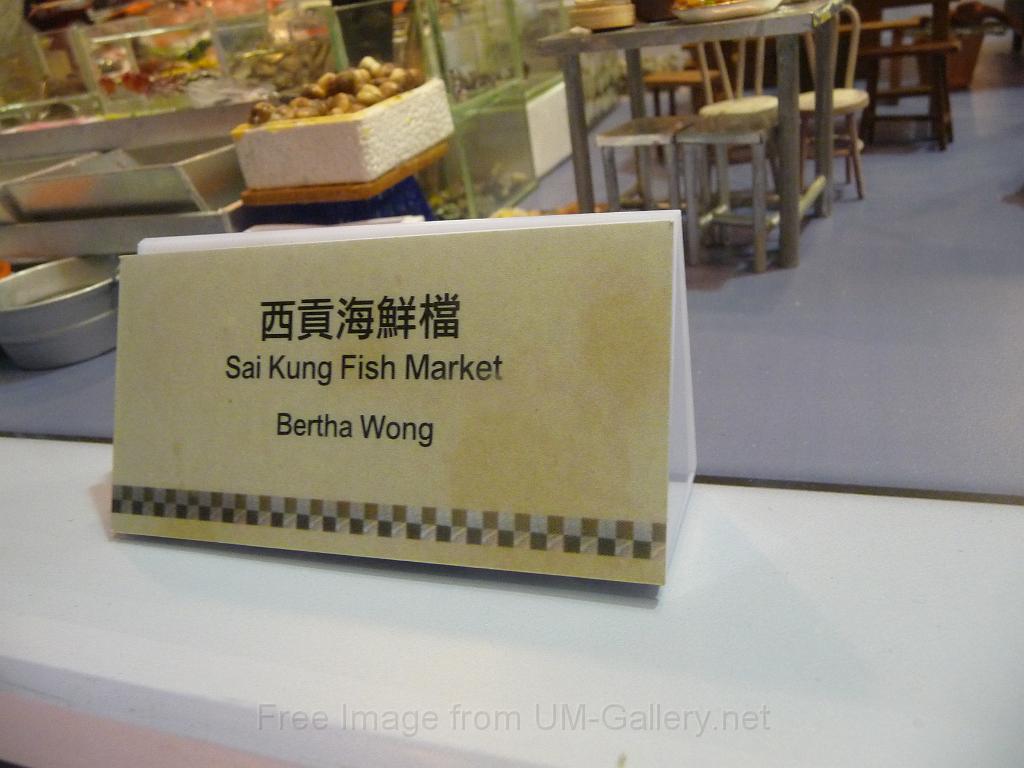 西貢海鮮檔
Sai Kung Fish Market
Bertha Wong
Free Image from UM-Gallery.net